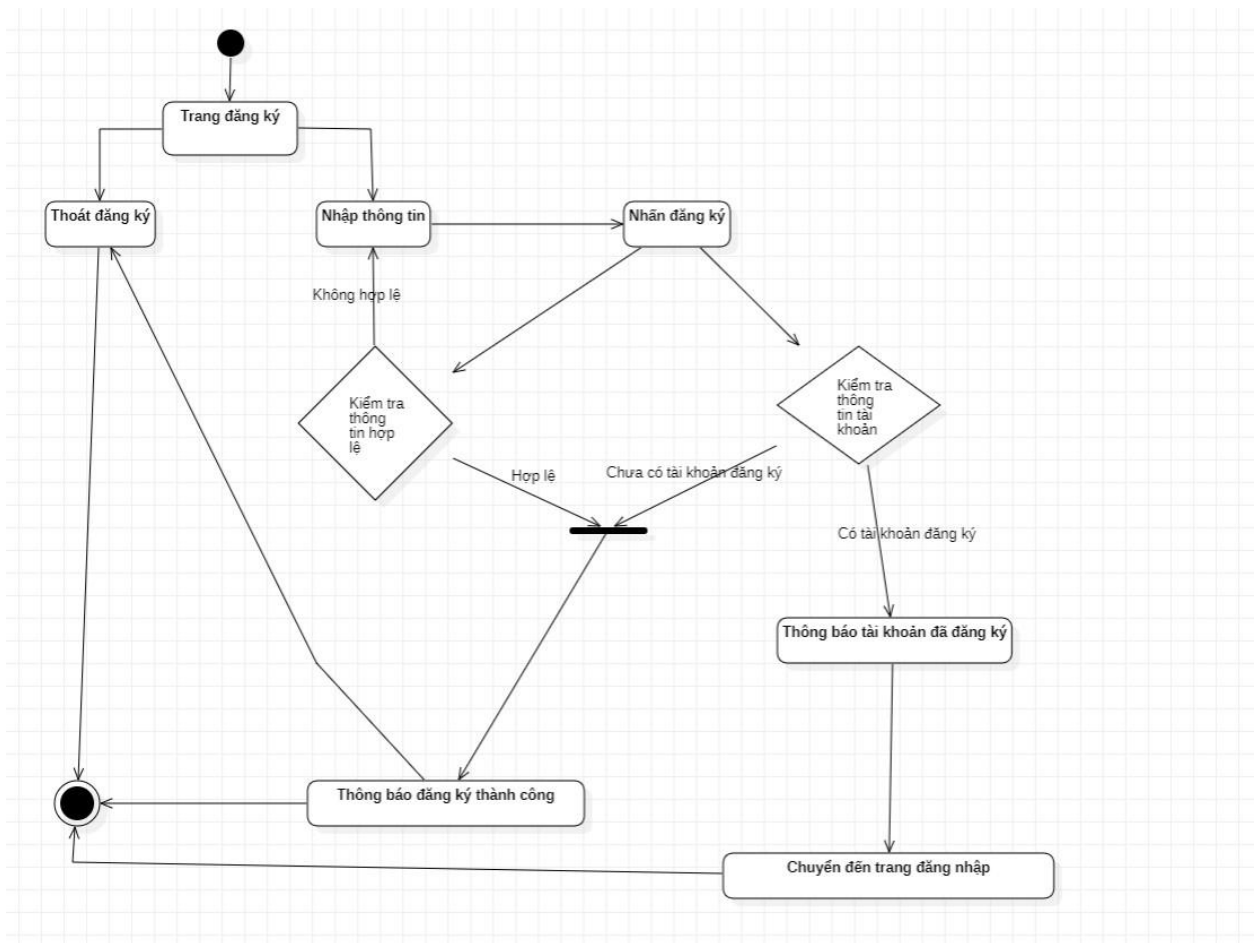 Trang đăng ký
Thoát đăng ký
Nhập thông tin
Nhấn đăng ký
Không hợp lệ
Kiểm tra
thông
tin hợp
lệ
Kiểm tra
thông
tin tài
khoản
Hợp lệ
Chưa có tài khoản đăng ký
Có tài khoản đăng ký
Thông báo tài khoản đã đăng ký
Thông báo đăng ký thành công
Chuyển đến trang đăng nhập